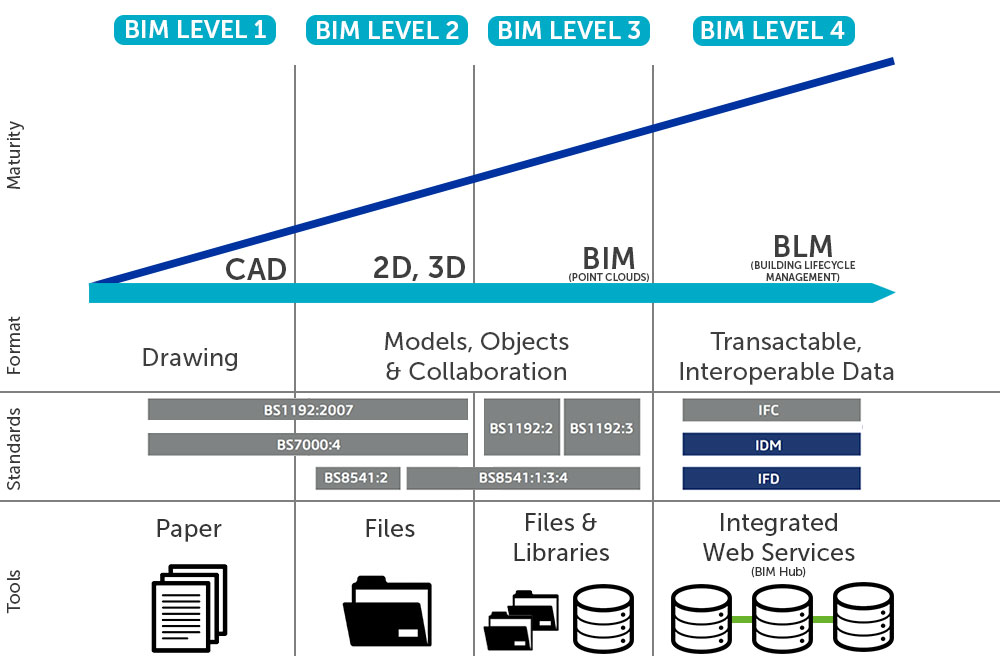 BIM LEVEL 1
BIM LEVEL 2
BIM LEVEL 3
BIM LEVEL 4
Maturity
CAD
2D, 3D
BIM
(POINT CLOUDS)
BLM
(BUILDING LIFECYCLE
MANAGEMENT)
Format
Drawing
Models, Objects
& Collaboration
Transactable,
Interoperable Data
Standards
BS1192:2007
BS7000:4
BS8541:2
BS8541:1:3:4
BS1192:2
BS1192:3
IFC
IDM
IFD
Tools
Paper
Files
Files &
Libraries
Integrated
Web Services
(BIM Hub)